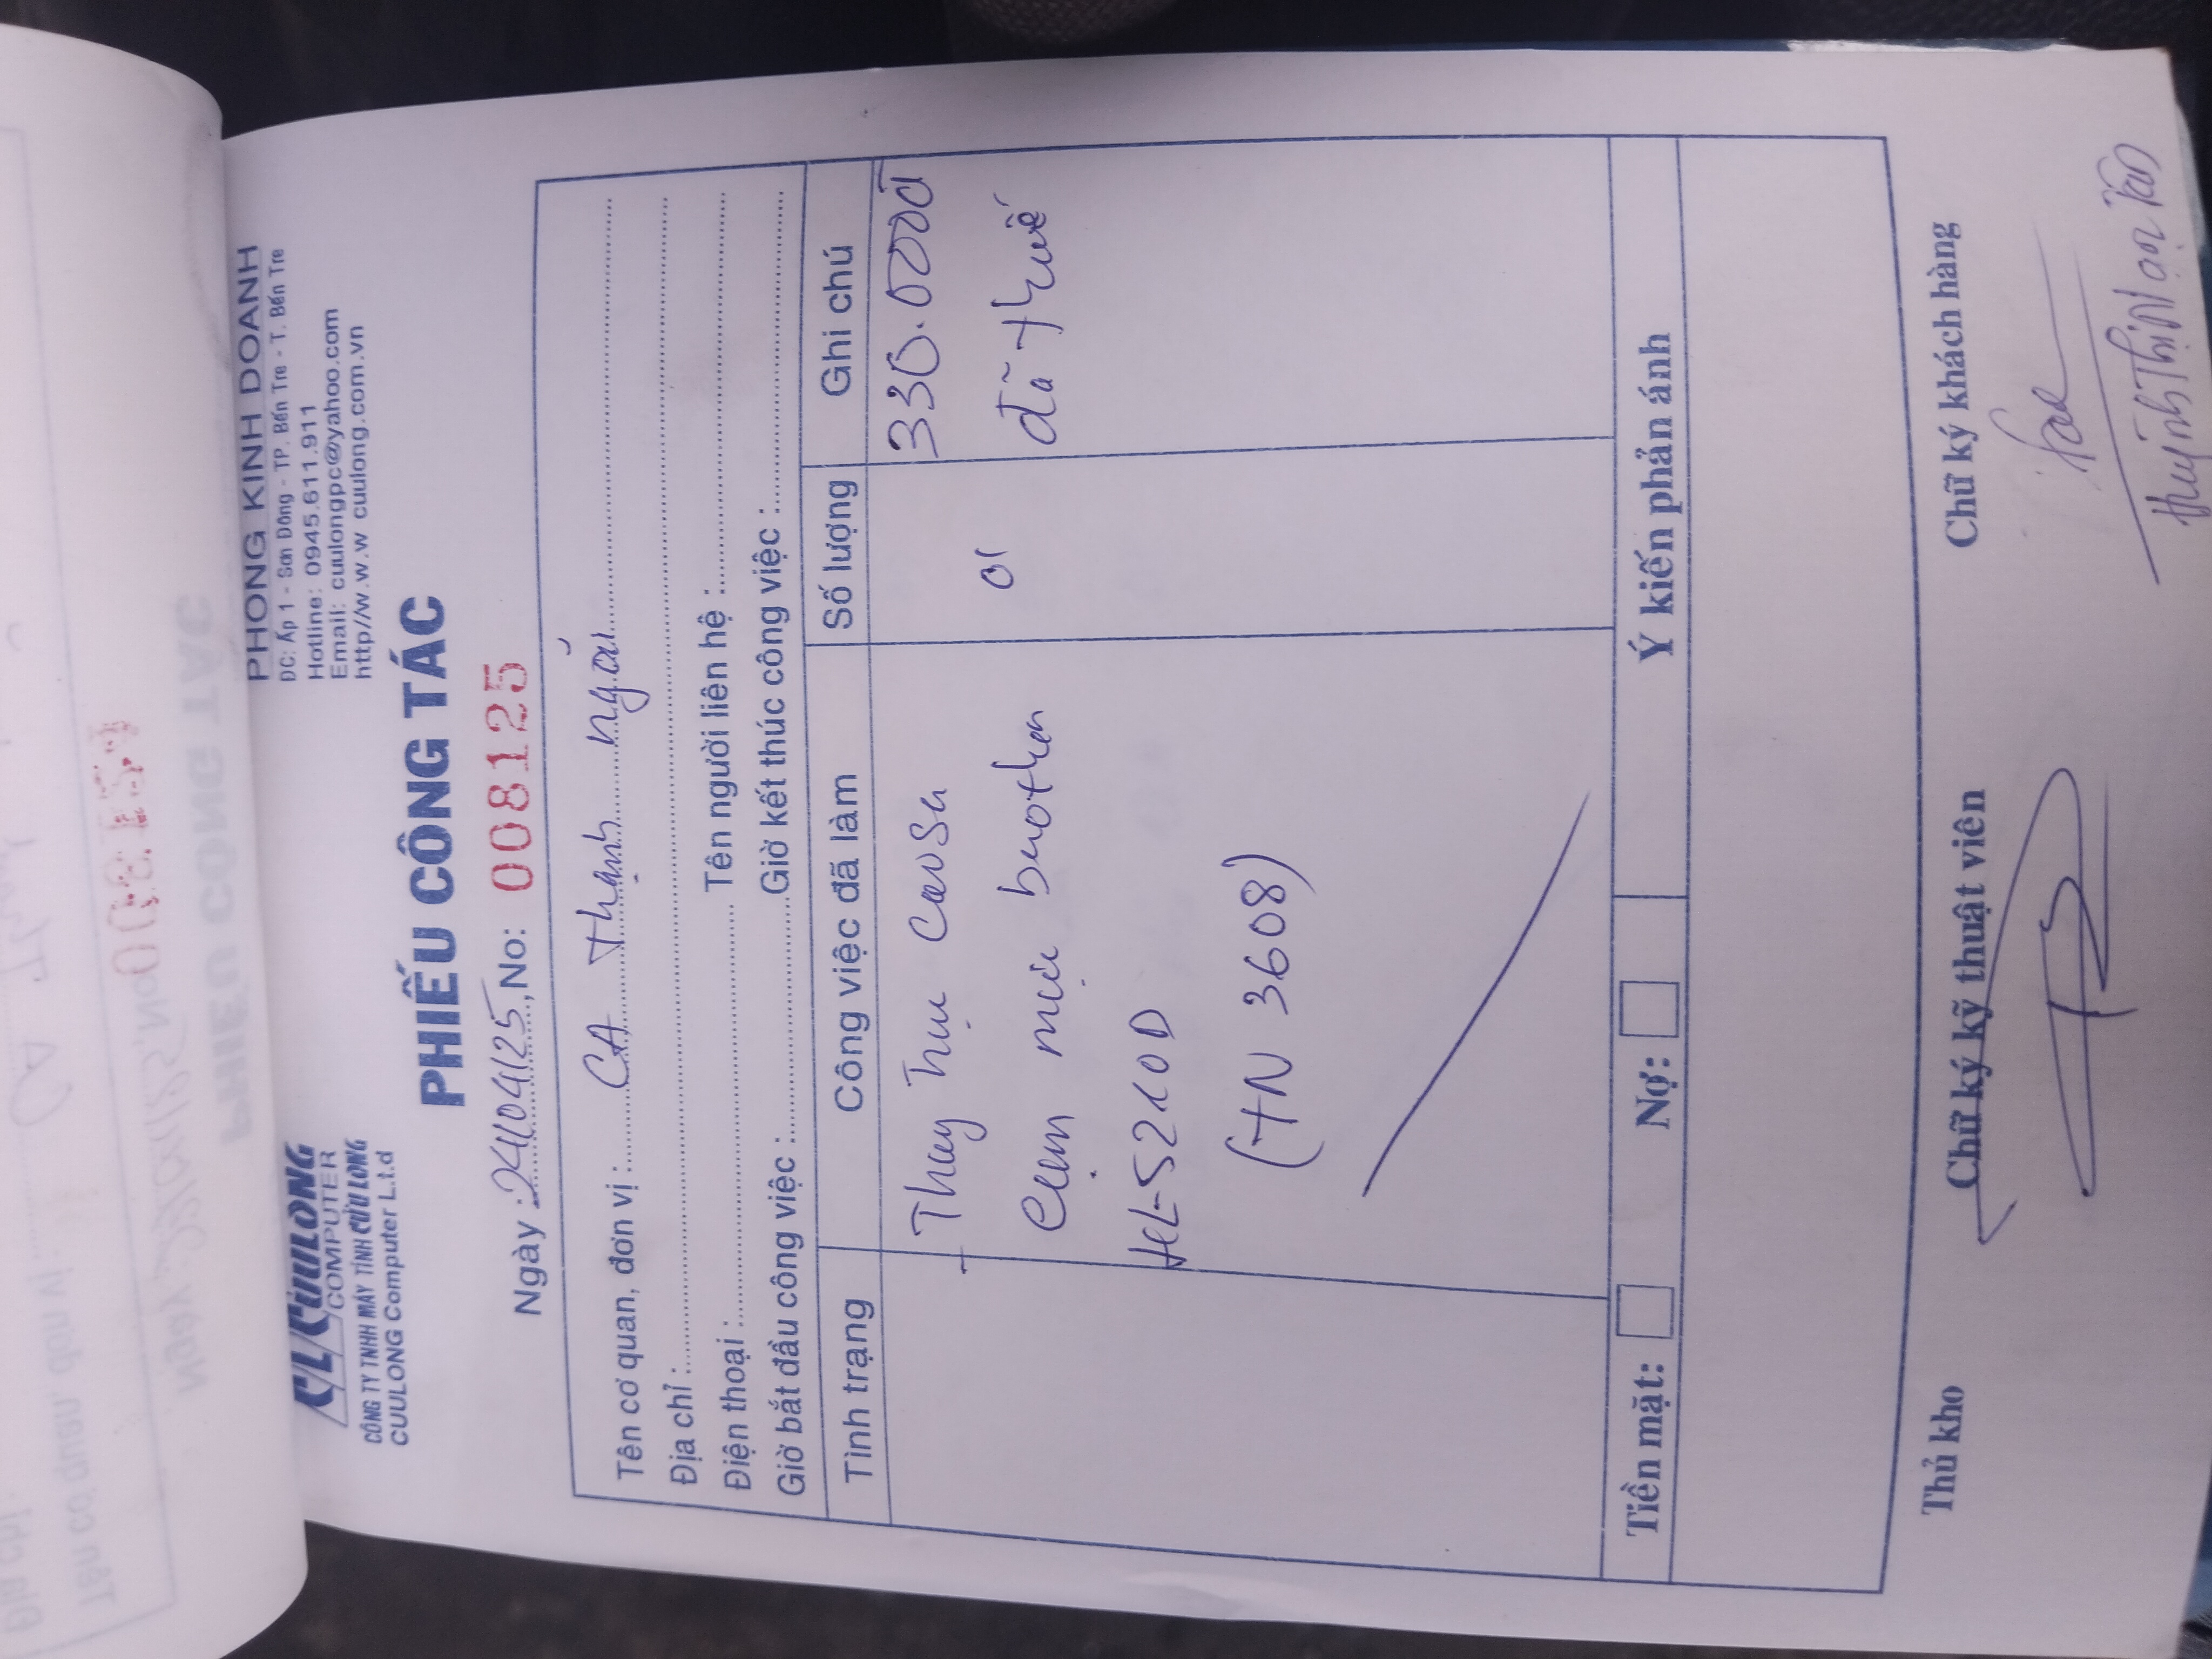 CL CỬULONG
COMPUTER
CÔNG TY TNHH MÁY TÍNH CỬU LONG
CUULONG Computer L.t.d
PHÒNG KINH DOANH
ĐC: Ấp 1 - Sơn Đông - TP. Bến Tre - T. Bến Tre
Hotline: 0945.611.911
Email: cuulongpc@yahoo.com
http//w.w.w cuulong.com.vn
PHIẾU CÔNG TÁC
Ngày : 24/04/25, No: 008125
Tên cơ quan, đơn vị : CA Thạnh Ngãi
Địa chỉ :
Điện thoại : Tên người liên hệ :
Giờ bắt đầu công việc : Giờ kết thúc công việc :
Tình trạng Công việc đã làm Số lượng Ghi chú
+ Thay Trục caosu 330.000đ
Cụm mực brother 01 đã thuế
HL-5210D
(TN 3608)
Tiền mặt: Nợ: Ý kiến phản ánh
Thủ kho Chữ ký kỹ thuật viên Chữ ký khách hàng
Huỳnh Thị Ngọc